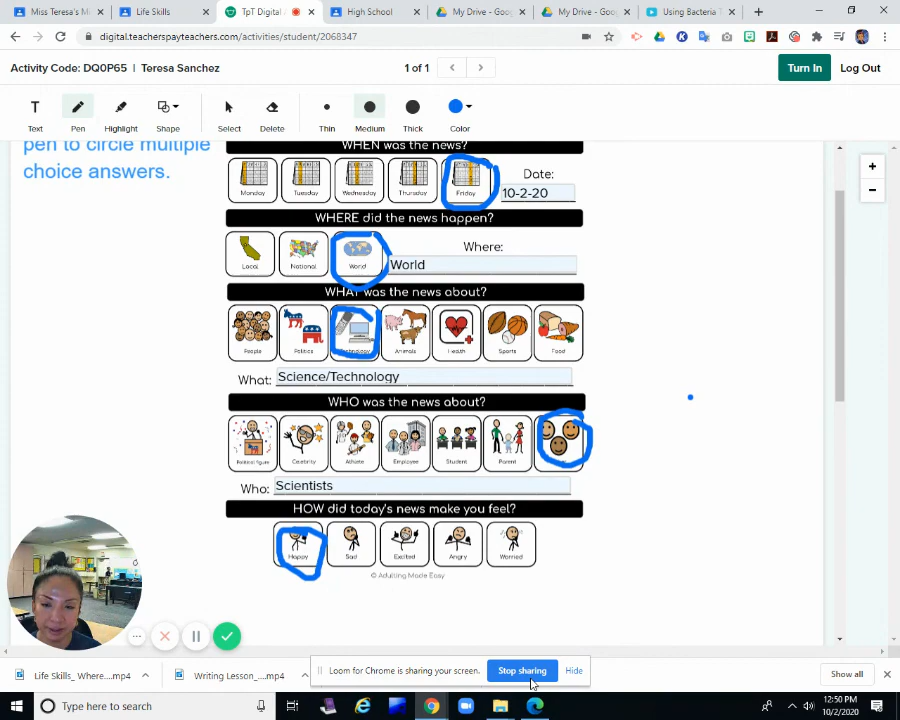 Miss Teresa's M
Life Skills
TpT Digital
High School
My Drive - Goo
My Drive - Goo
Using Bacteria T
digital.teacherspayteachers.com/activities/student/2068347
Activity Code: DQ0P65 | Teresa Sanchez
1 of 1
Turn In
Log Out
Text
Pen
Highlight
Shape
Select
Delete
Thin
Medium
Thick
Color
pen to circle multiple
choice answers.
WHEN was the news?
Monday
Tuesday
Wednesday
Thursday
Friday
Date:
10-2-20
WHERE did the news happen?
Local
National
World
Where:
World
WHAT was the news about?
People
Politics
Technology
Animals
Health
Sports
Food
What: Science/Technology
WHO was the news about?
Political figure
Celebrity
Athlete
Employee
Student
Parent
Who: Scientists
HOW did today's news make you feel?
Happy
Sad
Excited
Angry
Worried
© Adulting Made Easy
Loom for Chrome is sharing your screen.
Stop sharing
Hide
Life Skills_ Where....mp4
Writing Lesson_....mp4
Show all
Type here to search
12:50 PM
10/2/2020